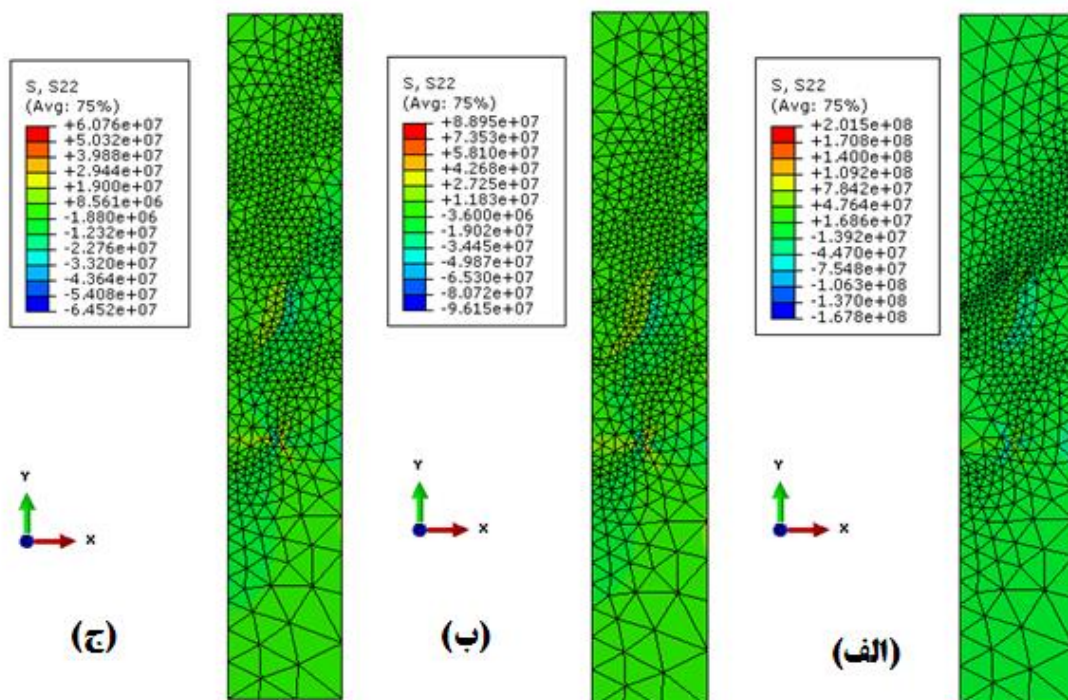 S, S22
(Avg: 75%)
+6.076e+07
+5.032e+07
+3.988e+07
+2.944e+07
+1.900e+07
+8.561e+06
-1.880e+06
-1.232e+07
-2.276e+07
-3.320e+07
-4.364e+07
-5.408e+07
-6.452e+07
Y
X
(ج)
S, S22
(Avg: 75%)
+8.895e+07
+7.353e+07
+5.810e+07
+4.268e+07
+2.725e+07
+1.183e+07
-3.600e+06
-1.902e+07
-3.445e+07
-4.987e+07
-6.530e+07
-8.072e+07
-9.615e+07
Y
X
(ب)
S, S22
(Avg: 75%)
+2.015e+08
+1.708e+08
+1.400e+08
+1.092e+08
+7.842e+07
+4.764e+07
+1.686e+07
-1.392e+07
-4.470e+07
-7.548e+07
-1.063e+08
-1.370e+08
-1.678e+08
Y
X
(الف)